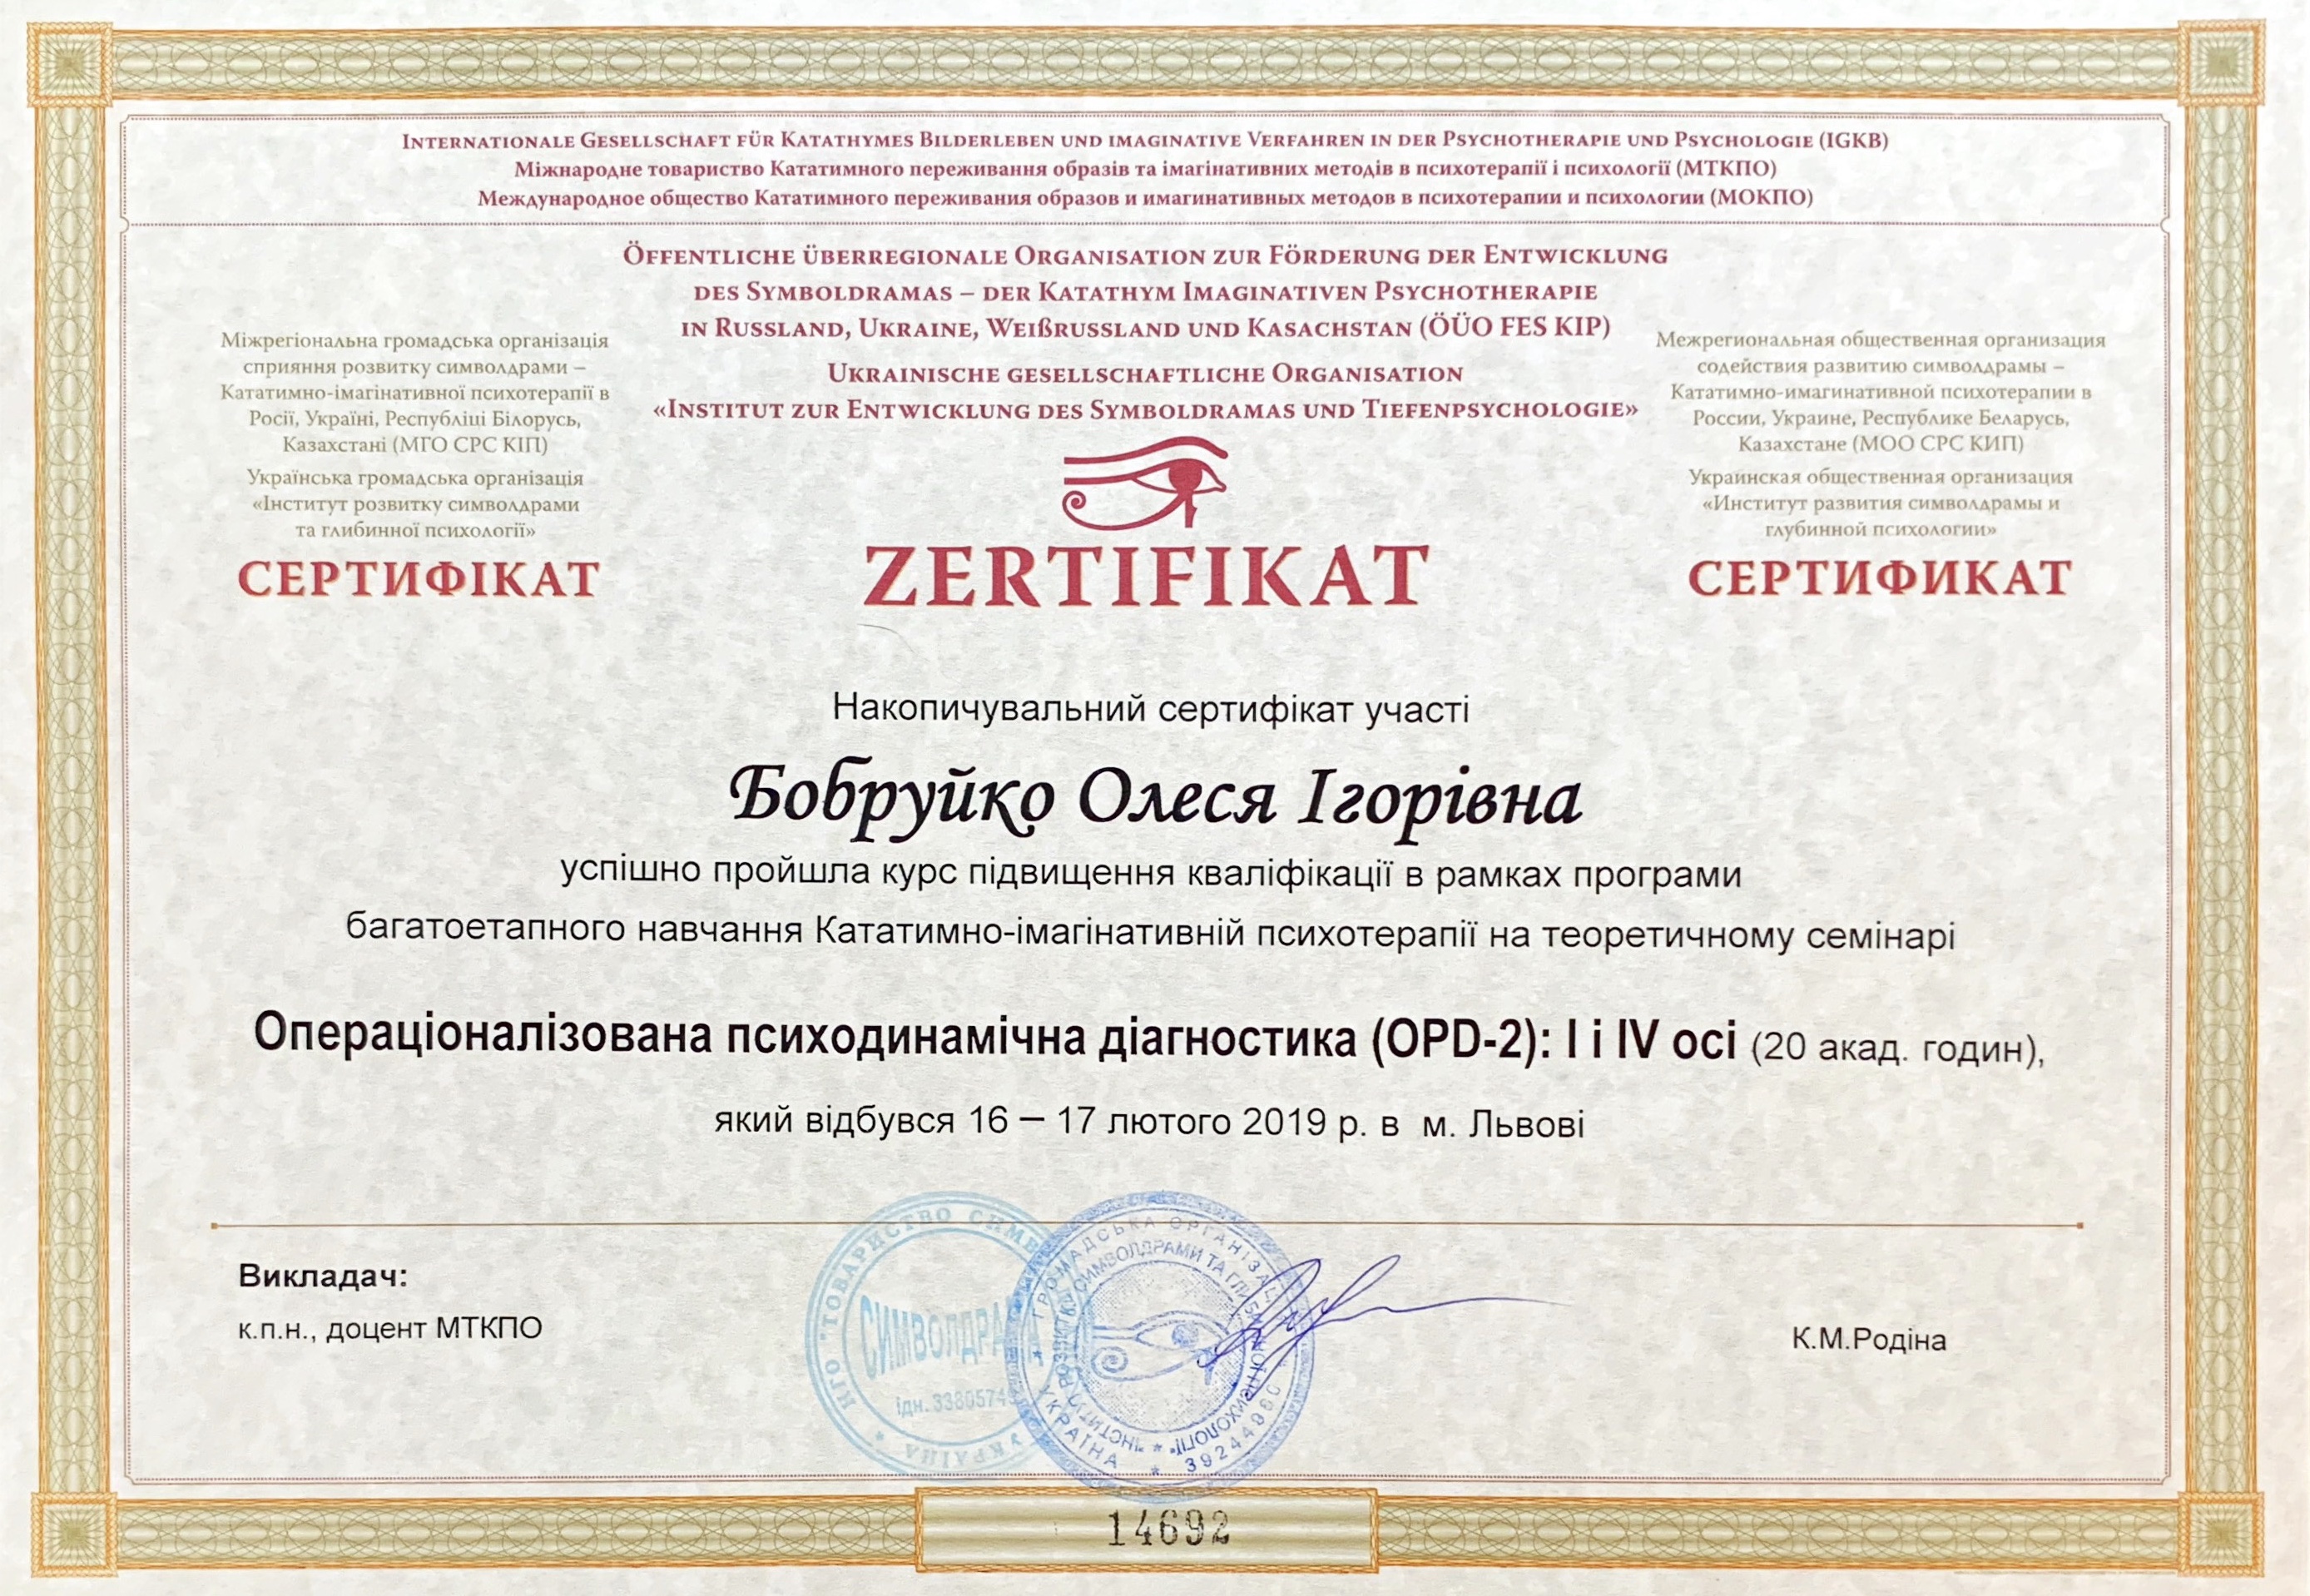 Internationale Gesellschaft für Katathymes Bilderleben und imaginative Verfahren in der Psychotherapie und Psychologie (IGKB)
Міжнародне товариство Кататимного переживання образів та імагінативних методів в психотерапії і психології (МТКПО)
Международное общество Кататимного переживания образов и имагинативных методов в психотерапии и психологии (МОКПО)
Öffentliche überregionale Organisation zur Förderung der Entwicklung
des Symboldramas – der Katathym Imaginativen Psychotherapie
in Russland, Ukraine, Weißrussland und Kasachstan (ÖÜO FES KIP)
Ukrainische gesellschaftliche Organisation
«Institut zur Entwicklung des Symboldramas und Tiefenpsychologie»
Міжрегіональна громадська організація
сприяння розвитку символдрами –
Кататимно-імагінативної психотерапії в
Росії, Україні, Республіці Білорусь,
Казахстані (МГО СРС КІП)
Українська громадська організація
«Інститут розвитку символдрами
та глибинної психології»
СЕРТИФІКАТ
ZERTIFIKAT
Межрегиональная общественная организация
содействия развитию символдрамы –
Кататимно-имагинативной психотерапии в
России, Украине, Республике Беларусь,
Казахстане (МОО СРС КИП)
Украинская общественная организация
«Институт развития символдрамы и
глубинной психологии»
СЕРТИФИКАТ
Накопичувальний сертифікат участі
Бобруйко Олеся Ігорівна
успішно пройшла курс підвищення кваліфікації в рамках програми
багатоетапного навчання Кататимно-імагінативній психотерапії на теоретичному семінарі
Операціоналізована психодинамічна діагностика (OPD-2): I і IV осі (20 акад. годин),
який відбувся 16 – 17 лютого 2019 р. в м. Львові
Викладач:
к.п.н., доцент МТКПО
К.М.Родіна
НГО "ТОВАРИСТВО
СИМВОЛДРАМА
Ідн. 3380574
УКРАЇНА
ГРОМАДСЬКА ОРГАНІЗАЦІЯ
УКРАЇНА * 39244960
"ІНСТИТУТ РОЗВИТКУ СИМВОЛДРАМИ ТА ГЛИБИННОЇ ПСИХОЛОГІЇ"
14692